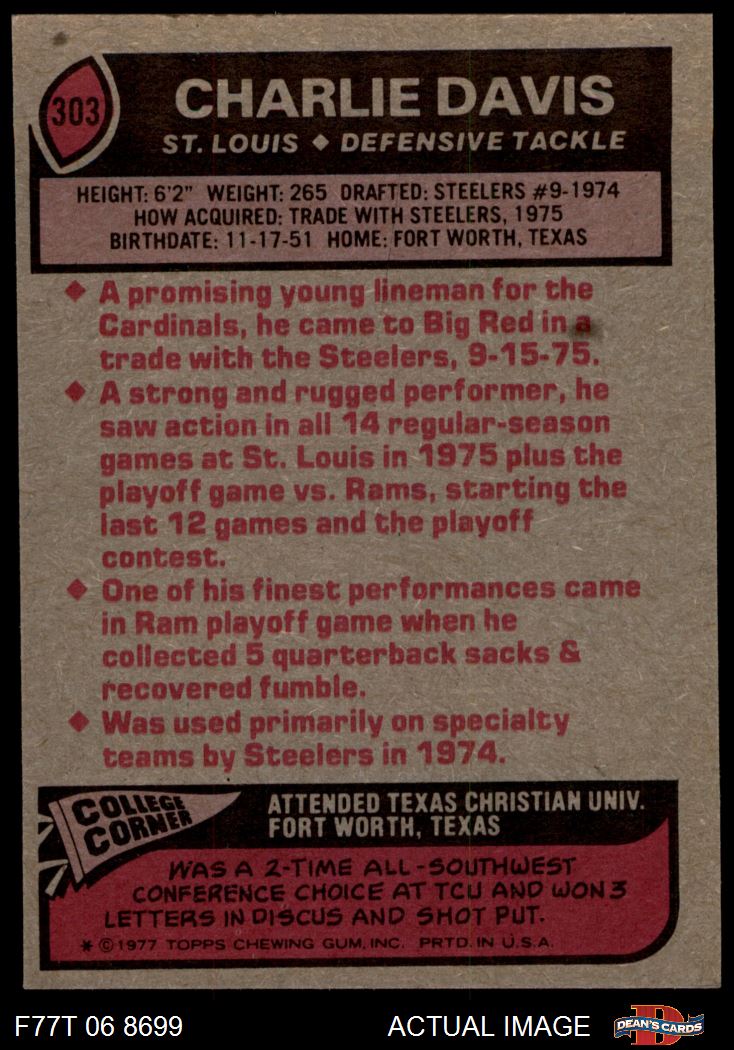 303
CHARLIE DAVIS
ST. LOUIS ◆ DEFENSIVE TACKLE
HEIGHT: 6'2" WEIGHT: 265 DRAFTED: STEELERS #9-1974
HOW ACQUIRED: TRADE WITH STEELERS, 1975
BIRTHDATE: 11-17-51 HOME: FORT WORTH, TEXAS
◆ A promising young lineman for the
Cardinals, he came to Big Red in a
trade with the Steelers, 9-15-75.
◆ A strong and rugged performer, he
saw action in all 14 regular-season
games at St. Louis in 1975 plus the
playoff game vs. Rams, starting the
last 12 games and the playoff
contest.
◆ One of his finest performances came
in Ram playoff game when he
collected 5 quarterback sacks &
recovered fumble.
◆ Was used primarily on specialty
teams by Steelers in 1974.
COLLEGE
CORNER
ATTENDED TEXAS CHRISTIAN UNIV.
FORT WORTH, TEXAS
WAS A 2-TIME ALL-SOUTHWEST
CONFERENCE CHOICE AT TCU AND WON 3
LETTERS IN DISCUS AND SHOT PUT.
* © 1977 TOPPS CHEWING GUM, INC. PRTD. IN U.S.A.
F77T 06 8699
ACTUAL IMAGE
D
DEAN'S CARDS